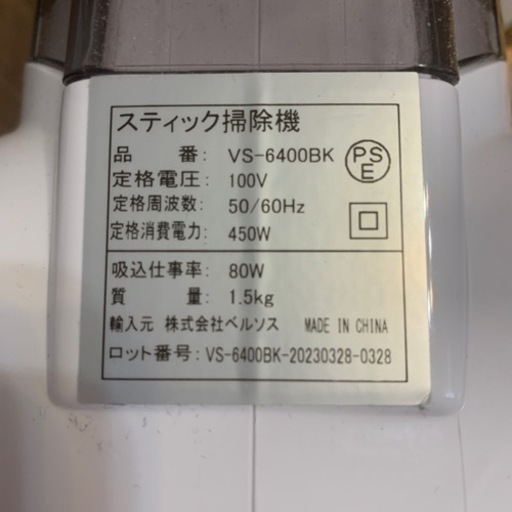 スティック掃除機
品 番: VS-6400BK PSE
定格電圧: 100V
定格周波数: 50/60Hz
定格消費電力: 450W
吸込仕事率: 80W
質 量: 1.5kg
輸入元 株式会社ベルソス MADE IN CHINA
ロット番号: VS-6400BK-20230328-0328